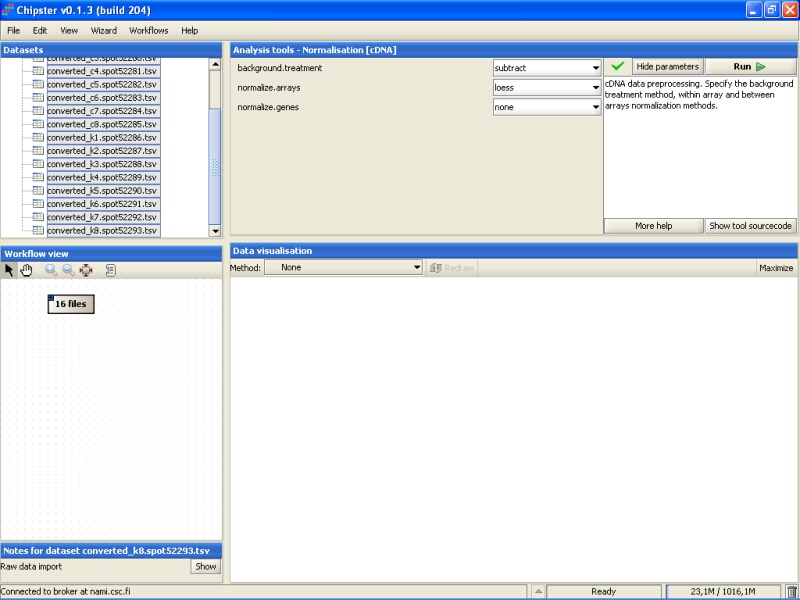 Chipster v0.1.3 (build 204)
File Edit View Wizard Workflows Help
Datasets
converted_c3.spot52280.tsv
converted_c4.spot52281.tsv
converted_c5.spot52282.tsv
converted_c6.spot52283.tsv
converted_c7.spot52284.tsv
converted_c8.spot52285.tsv
converted_k1.spot52286.tsv
converted_k2.spot52287.tsv
converted_k3.spot52288.tsv
converted_k4.spot52289.tsv
converted_k5.spot52290.tsv
converted_k6.spot52291.tsv
converted_k7.spot52292.tsv
converted_k8.spot52293.tsv
Analysis tools - Normalisation [cDNA]
background.treatment subtract
normalize.arrays loess
normalize.genes none
Hide parameters Run
cDNA data preprocessing. Specify the background
treatment method, within array and between
arrays normalization methods.
More help Show tool sourcecode
Workflow view
16 files
Data visualisation
Method: None Redraw Maximize
Notes for dataset converted_k8.spot52293.tsv
Raw data import Show
Connected to broker at nami.csc.fi Ready 23,1M / 1016,1M